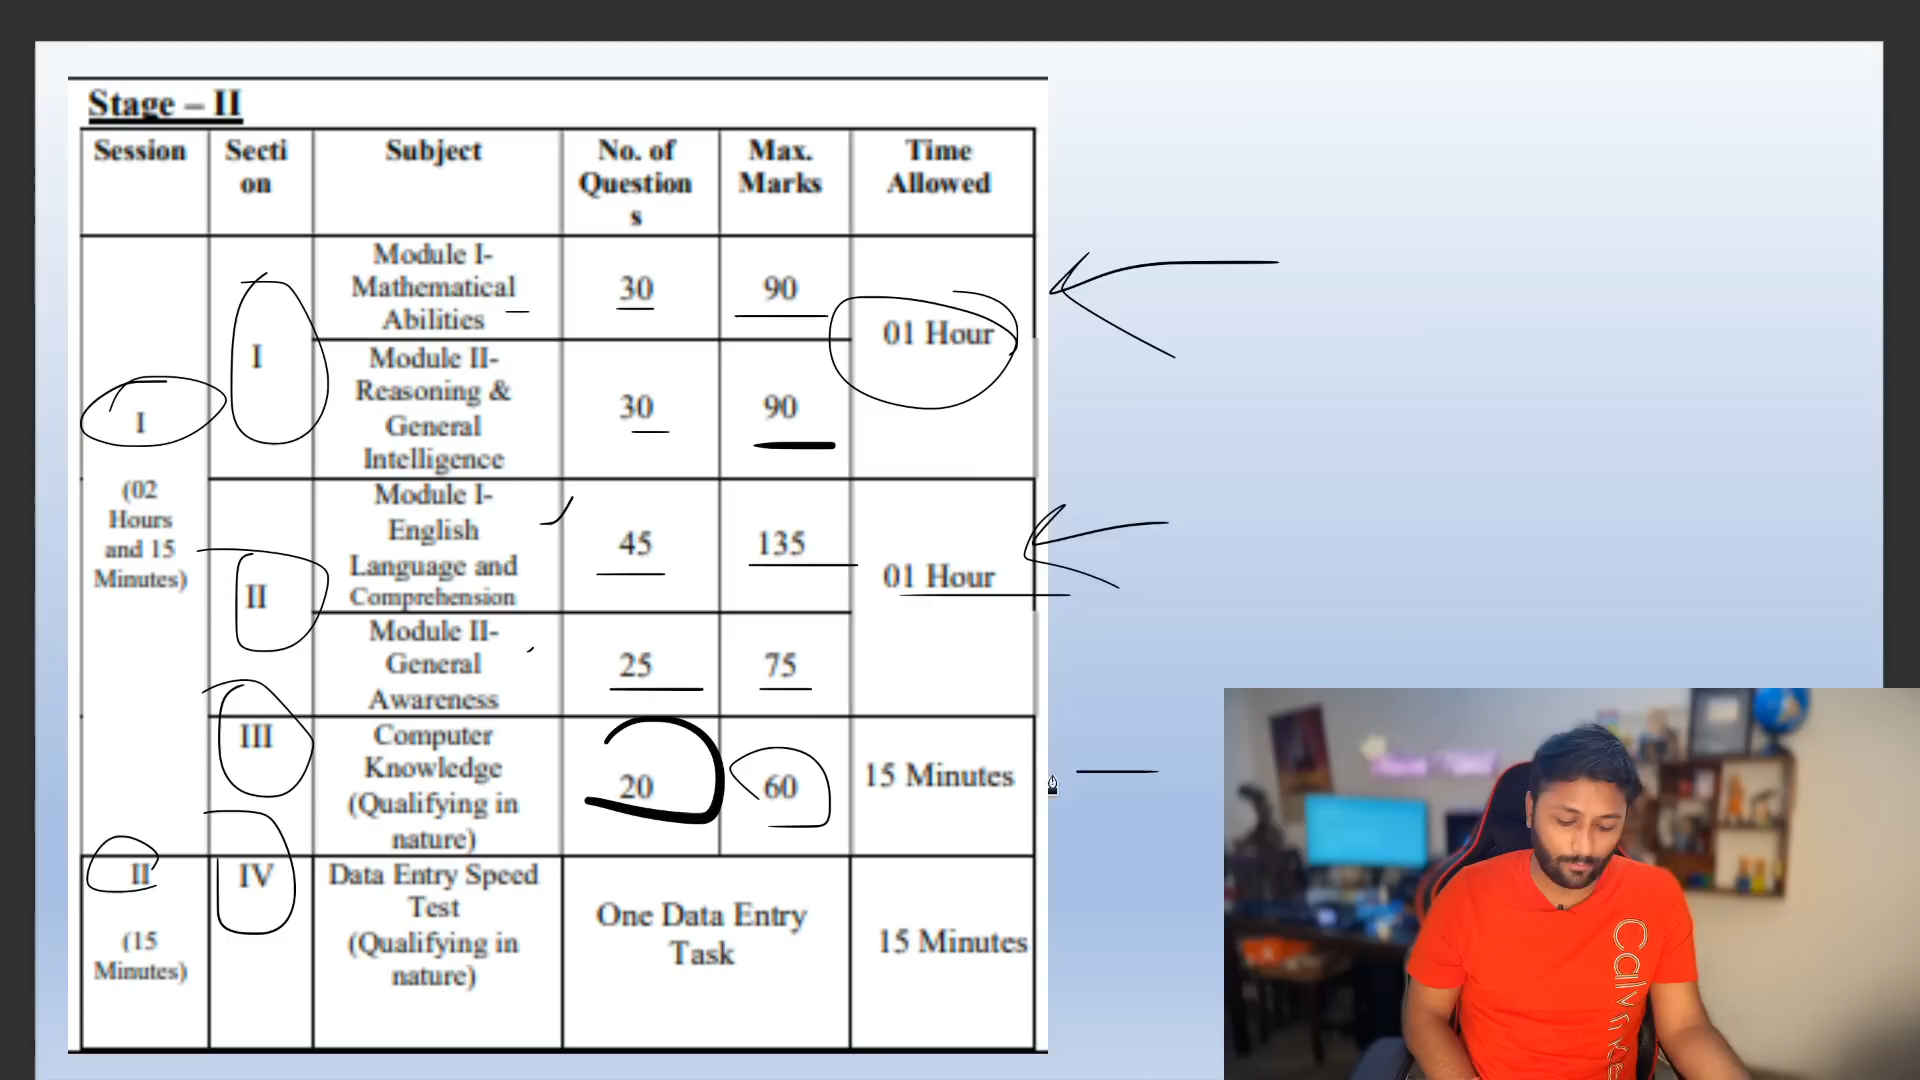 Stage – II
Session
Secti
on
Subject
No. of
Question
s
Max.
Marks
Time
Allowed
I
(02
Hours
and 15
Minutes)
I
Module I-
Mathematical
Abilities
30
90
01 Hour
Module II-
Reasoning &
General
Intelligence
30
90
II
Module I-
English
Language and
Comprehension
45
135
01 Hour
Module II-
General
Awareness
25
75
III
Computer
Knowledge
(Qualifying in
nature)
20
60
15 Minutes
II
(15
Minutes)
IV
Data Entry Speed
Test
(Qualifying in
nature)
One Data Entry
Task
15 Minutes